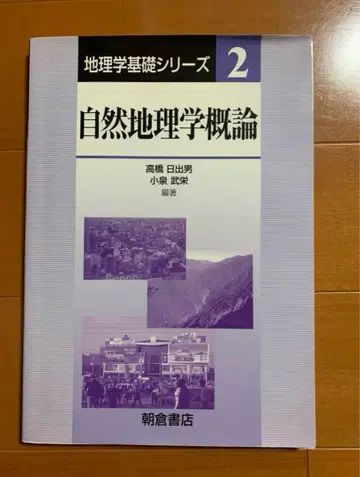 地理学基礎シリーズ 2
自然地理学概論
高橋 日出男
小泉 武栄
編著
朝倉書店